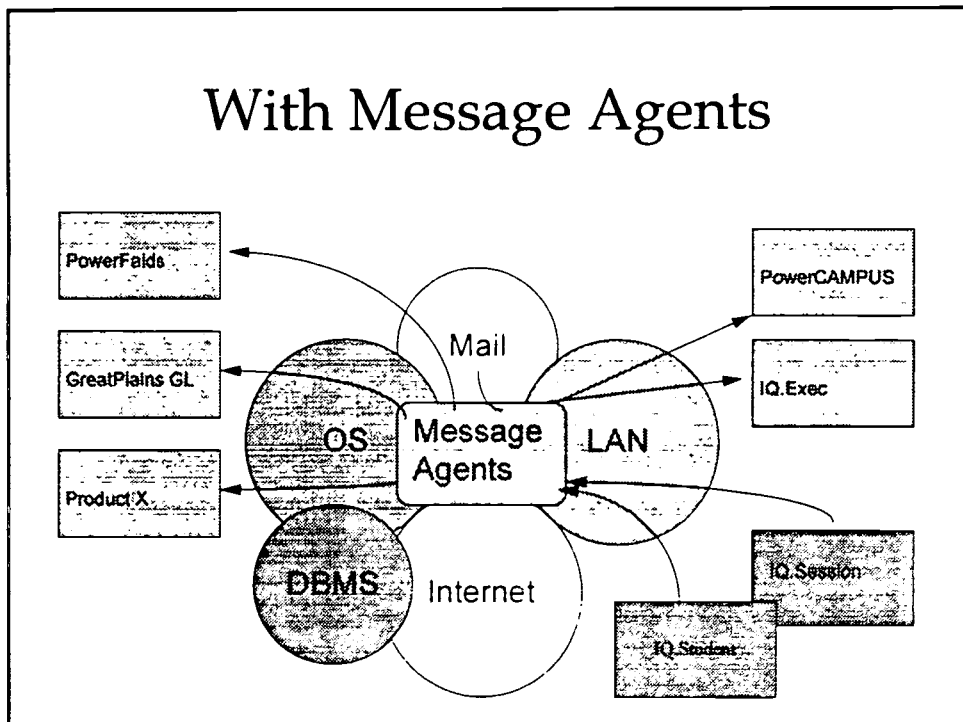 With Message Agents
PowerFaids
PowerCAMPUS
Mail
GreatPlains GL
IQ.Exec
OS
Message
Agents
LAN
Product X
IQ.Session
DBMS
Internet
IQ.Student